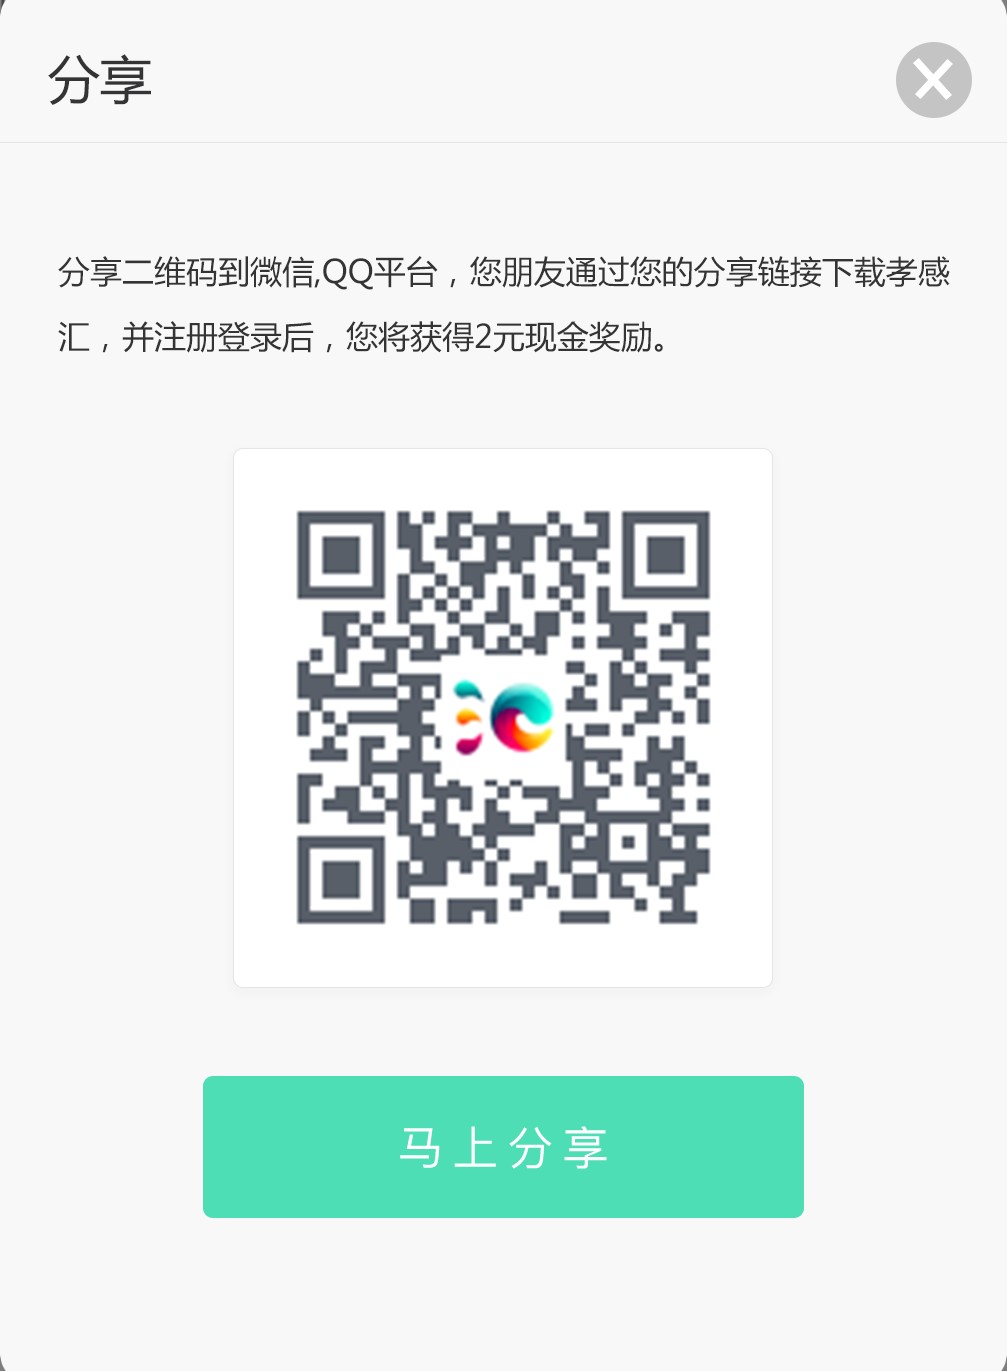 分享
分享二维码到微信,QQ平台，您朋友通过您的分享链接下载孝感
汇，并注册登录后，您将获得2元现金奖励。
马上分享